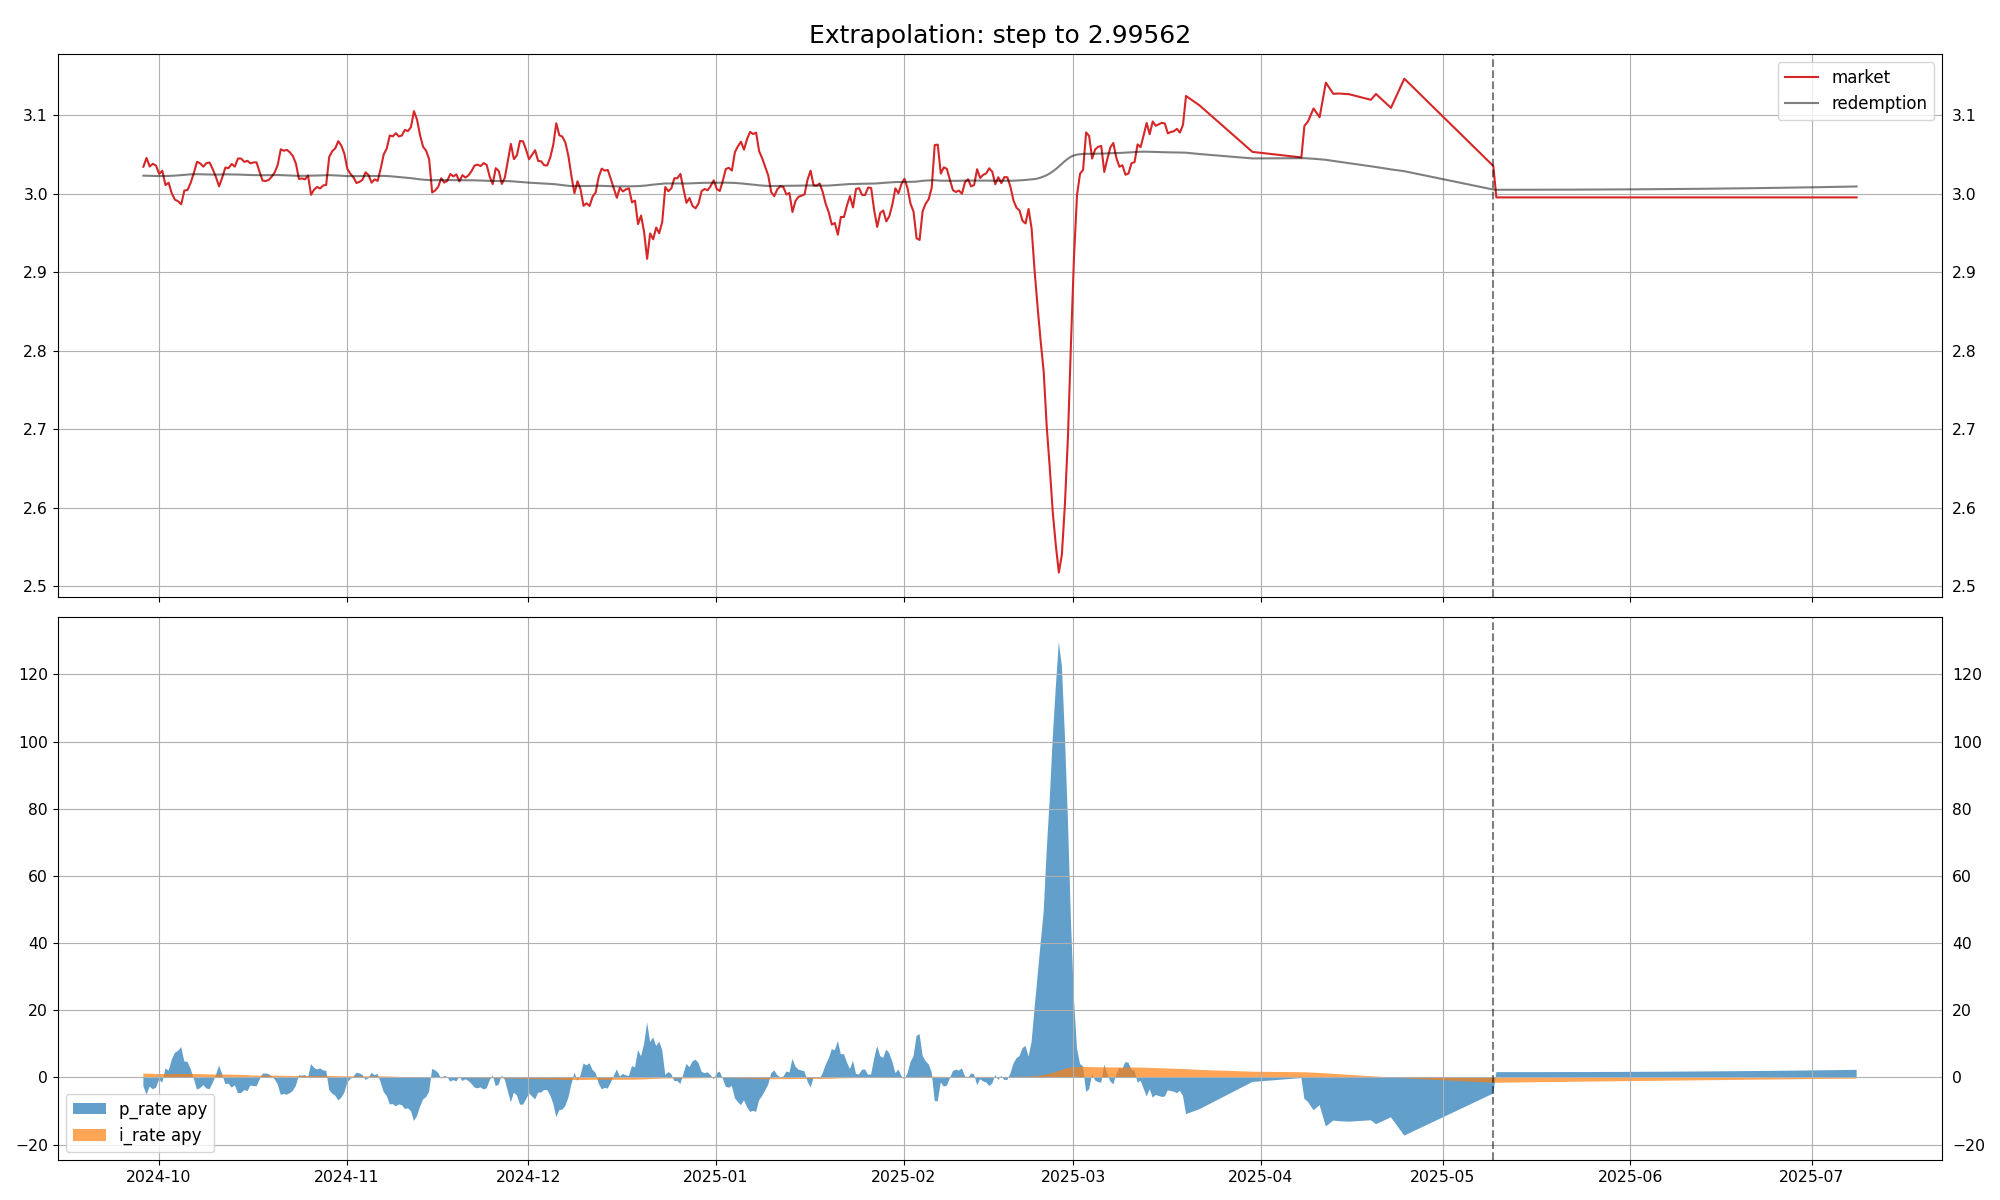 Extrapolation: step to 2.99562
market
redemption
3.1 3.1
3.0 3.0
2.9 2.9
2.8 2.8
2.7 2.7
2.6 2.6
2.5 2.5
120 120
100 100
80 80
60 60
40 40
20 20
0 0
−20 −20
p_rate apy
i_rate apy
2024-10 2024-11 2024-12 2025-01 2025-02 2025-03 2025-04 2025-05 2025-06 2025-07